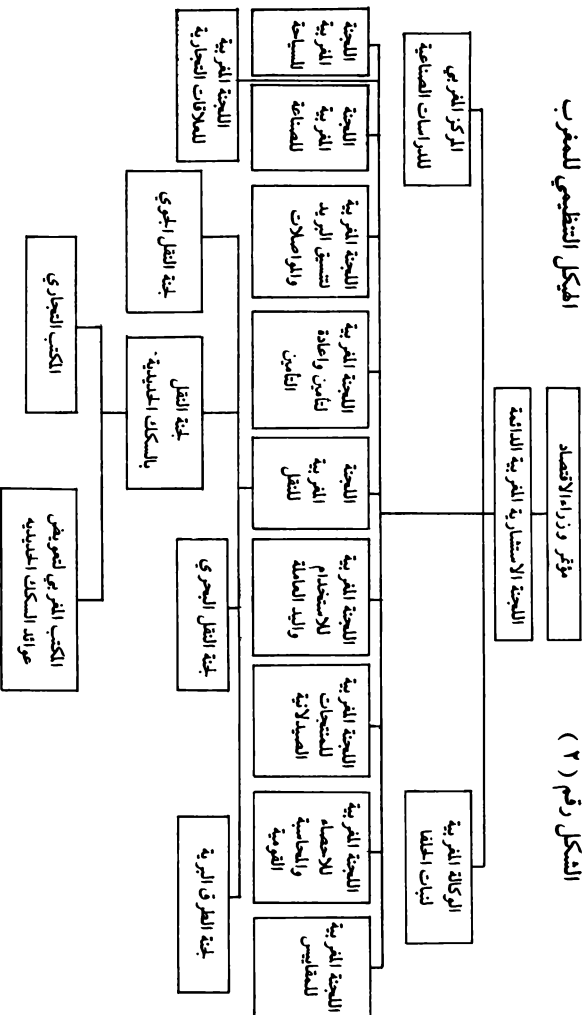 الشكل رقم ( ٢ )
الهيكل التنظيمي للمغرب
مؤتمر وزراء الاقتصاد
اللجنة الاستشارية المغربية الدائمة
الوكالة المغربية
لنبات الحلفا
المركز المغربي
للدراسات الصناعية
اللجنة المغربية
للمقاييس
اللجنة المغربية
للاحصاء
والمحاسبة
القومية
اللجنة المغربية
للمنتجات
الصيدلانية
اللجنة المغربية
للاستخدام
واليد العاملة
اللجنة
المغربية
للنقل
اللجنة المغربية
لتأمين واعادة
التأمين
اللجنة المغربية
لتنسيق البريد
والمواصلات
اللجنة
المغربية
للصناعة
اللجنة
المغربية
للسياحة
اللجنة المغربية
للعلاقات التجارية
لجنة الطرق البرية
لجنة النقل البحري
لجنة النقل
بالسكك الحديدية.
لجنة النقل الجوي
المكتب المغربي لتعويض
عوائد السكك الحديديه
المكتب التجاري